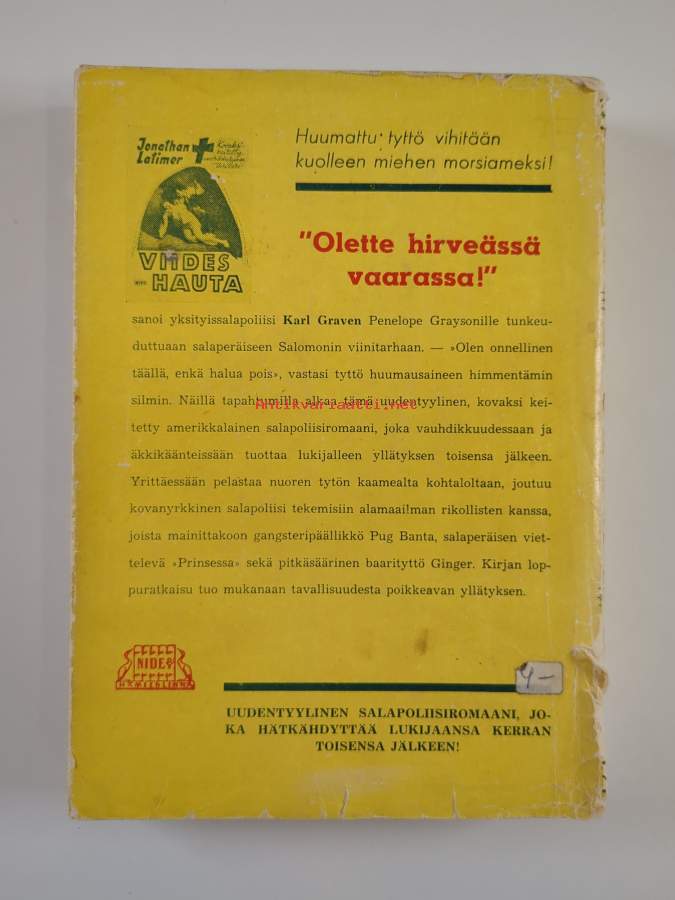 Jonathan
Latimer
VIIDES
HAUTA
Huumattu tyttö vihitään
kuolleen miehen morsiameksi!
"Olette hirveässä
vaarassa!"
sanoi yksityissalapoliisi Karl Graven Penelope Graysonille tunkeu-
duttuaan salaperäiseen Salomonin viinitarhaan. — »Olen onnellinen
täällä, enkä halua pois», vastasi tyttö huumausaineen himmentämin
silmin. Näillä tapahtumilla alkaa tämä uudentyylinen, kovaksi kei-
Antikvariaatti.net
tetty amerikkalainen salapoliisiromaani, joka vauhdikkuudessaan ja
äkkikäänteissään tuottaa lukijalleen yllätyksen toisensa jälkeen.
Yrittäessään pelastaa nuoren tytön kaamealta kohtaloltaan, joutuu
kovanyrkkinen salapoliisi tekemisiin alamaailman rikollisten kanssa,
joista mainittakoon gangsteripäällikkö Pug Banta, salaperäisen viet-
televä »Prinsessa» sekä pitkäsäärinen baarityttö Ginger. Kirjan lop-
puratkaisu tuo mukanaan tavallisuudesta poikkeavan yllätyksen.
NIDE
HÄMEENLINNA
4-
UUDENTYYLINEN SALAPOLIISIROMAANI, JO-
KA HÄTKÄHDYTTÄÄ LUKIJAANSA KERRAN
TOISENSA JÄLKEEN!